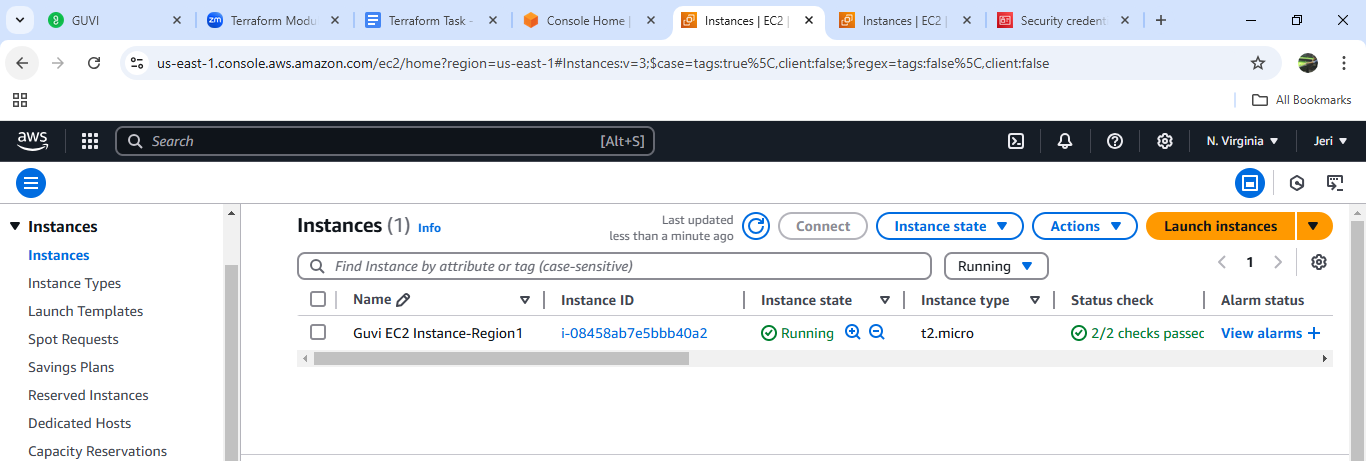 GUVI
Terraform Modu
Terraform Task -
Console Home |
Instances | EC2 |
Instances | EC2 |
Security credent
us-east-1.console.aws.amazon.com/ec2/home?region=us-east-1#Instances:v=3;$case=tags:true%5C,client:false;$regex=tags:false%5C,client:false
All Bookmarks
aws
Search
[Alt+S]
N. Virginia
Jeri
Instances
Instances
Instance Types
Launch Templates
Spot Requests
Savings Plans
Reserved Instances
Dedicated Hosts
Capacity Reservations
Instances (1) Info
Last updated
less than a minute ago
Connect
Instance state
Actions
Launch instances
Find Instance by attribute or tag (case-sensitive)
Running
1
Name Instance ID Instance state Instance type Status check Alarm status
Guvi EC2 Instance-Region1 i-08458ab7e5bbb40a2 Running t2.micro 2/2 checks passed View alarms +